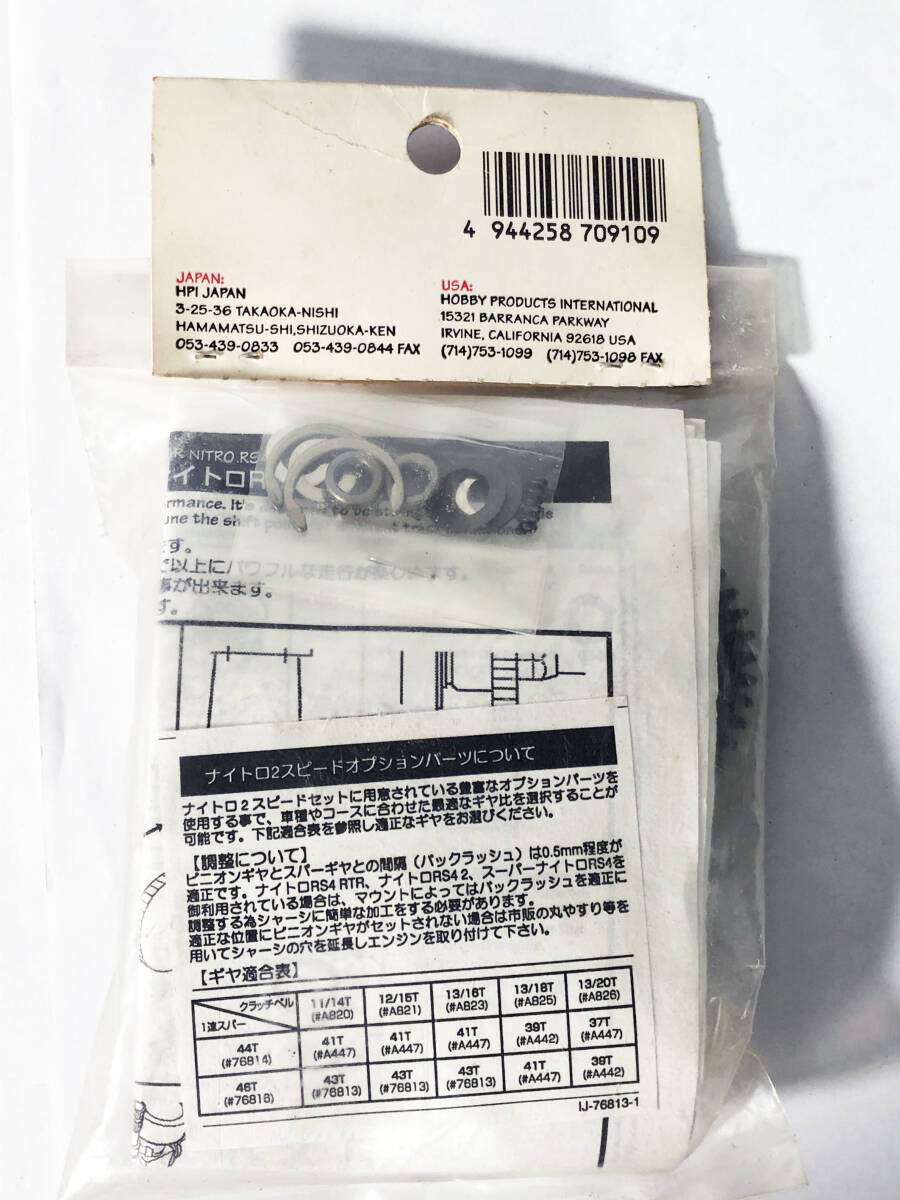 4 944258 709109
JAPAN:
HPI JAPAN
3-25-36 TAKAOKA-NISHI
HAMAMATSU-SHI,SHIZUOKA-KEN
053-439-0833 053-439-0844 FAX
USA:
HOBBY PRODUCTS INTERNATIONAL
15321 BARRANCA PARKWAY
IRVINE, CALIFORNIA 92618 USA
(714)753-1099 (714)753-1098 FAX
NITRO RS
イトロR
rmance. It's to be
une the sh
す。
以上にパワフルな走行が楽しめます。
事が出来ます。
す。
ナイトロ2スピードオプションパーツについて
ナイトロ2スピードセットに用意されている豊富なオプションパーツを
使用する事で、車種やコースに合わせた最適なギヤ比を選択することが
可能です。下記適合表を参照し適正なギヤをお選びください。
【調整について】
ピニオンギヤとスパーギヤとの間隔（バックラッシュ）は0.5mm程度が
適正です。ナイトロRS4 RTR、ナイトロRS4 2、スーパーナイトロRS4を
御利用されている場合は、マウントによってはバックラッシュを適正に
調整する為シャーシに簡単な加工をする必要があります。
適正な位置にピニオンギヤがセットされない場合は市販の丸やすり等を
用いてシャーシの穴を延長しエンジンを取り付けて下さい。
【ギヤ適合表】
クラッチベル 11/14T 12/15T 13/16T 13/18T 13/20T
1速スパー (#A820) (#A821) (#A823) (#A825) (#A826)
44T 41T 41T 41T 39T 37T
(#76814) (#A447) (#A447) (#A447) (#A442) (#A447)
46T 43T 43T 43T 41T 39T
(#76816) (#76813) (#76813) (#76813) (#A447) (#A442)
IJ-76813-1